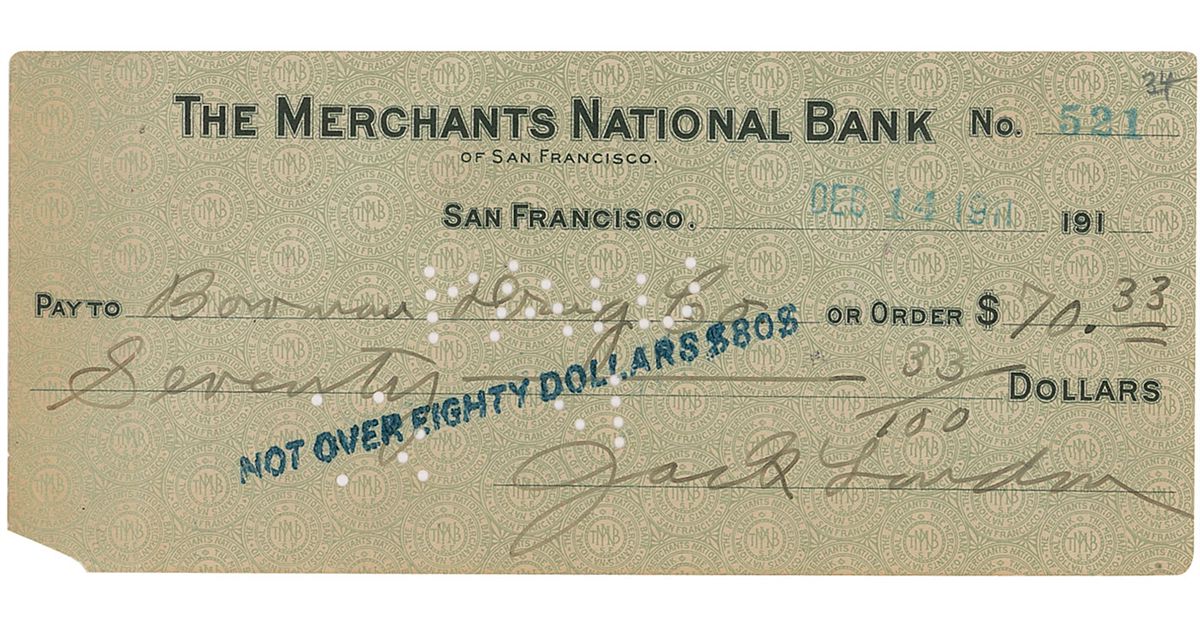 34
THE MERCHANTS NATIONAL BANK No. 521
OF SAN FRANCISCO.
SAN FRANCISCO. DEC 14 1911 191
PAY TO Bowman Drug Co OR ORDER $ 70.33
Seventy 33/100 DOLLARS
NOT OVER EIGHTY DOLLARS $80$
Jack London